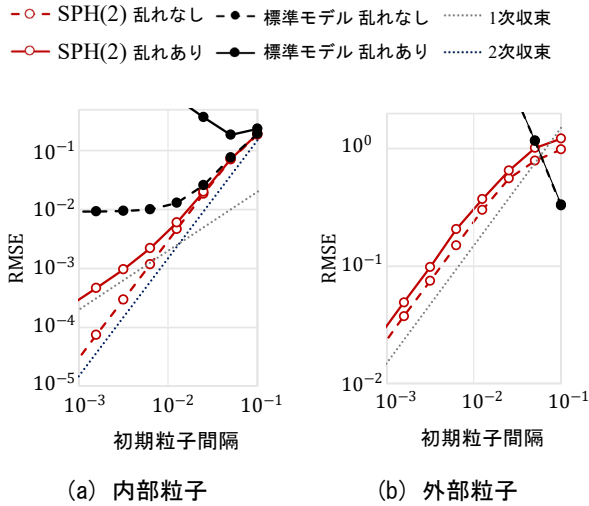 SPH(2) 乱れなし 標準モデル 乱れなし 1次収束
SPH(2) 乱れあり 標準モデル 乱れあり 2次収束
RMSE
10⁻¹
10⁻²
10⁻³
10⁻⁴
10⁻⁵
10⁻³ 10⁻² 10⁻¹
初期粒子間隔
(a) 内部粒子
RMSE
10⁰
10⁻¹
10⁻²
10⁻³ 10⁻² 10⁻¹
初期粒子間隔
(b) 外部粒子